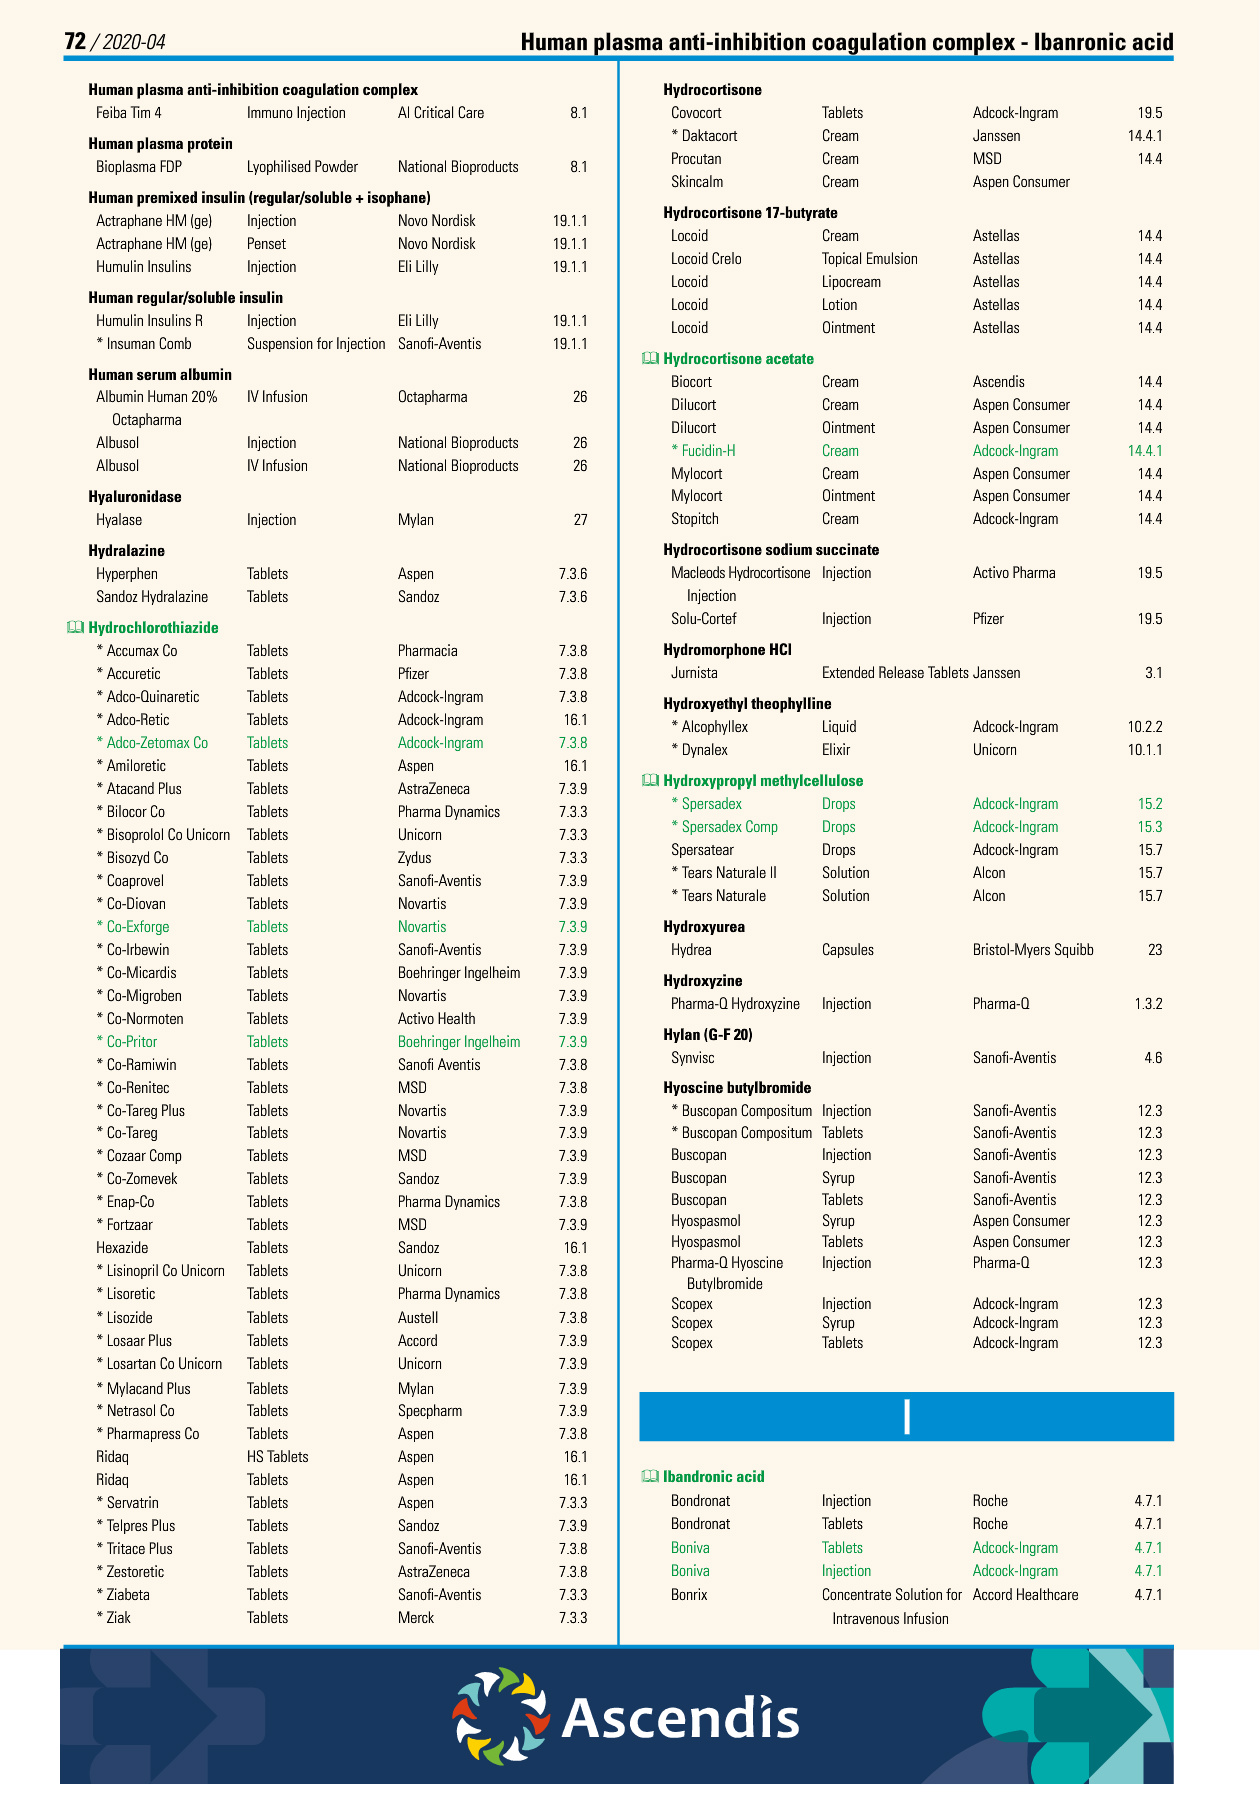 72 / 2020-04
Human plasma anti-inhibition coagulation complex - Ibanronic acid
Human plasma anti-inhibition coagulation complex
Feiba Tim 4 Immuno Injection AI Critical Care 8.1
Human plasma protein
Bioplasma FDP Lyophilised Powder National Bioproducts 8.1
Human premixed insulin (regular/soluble + isophane)
Actraphane HM (ge) Injection Novo Nordisk 19.1.1
Actraphane HM (ge) Penset Novo Nordisk 19.1.1
Humulin Insulins Injection Eli Lilly 19.1.1
Human regular/soluble insulin
Humulin Insulins R Injection Eli Lilly 19.1.1
* Insuman Comb Suspension for Injection Sanofi-Aventis 19.1.1
Human serum albumin
Albumin Human 20% IV Infusion Octapharma 26
Octapharma
Albusol Injection National Bioproducts 26
Albusol IV Infusion National Bioproducts 26
Hyaluronidase
Hyalase Injection Mylan 27
Hydralazine
Hyperphen Tablets Aspen 7.3.6
Sandoz Hydralazine Tablets Sandoz 7.3.6
Hydrochlorothiazide
* Accumax Co Tablets Pharmacia 7.3.8
* Accuretic Tablets Pfizer 7.3.8
* Adco-Quinaretic Tablets Adcock-Ingram 7.3.8
* Adco-Retic Tablets Adcock-Ingram 16.1
* Adco-Zetomax Co Tablets Adcock-Ingram 7.3.8
* Amiloretic Tablets Aspen 16.1
* Atacand Plus Tablets AstraZeneca 7.3.9
* Bilocor Co Tablets Pharma Dynamics 7.3.3
* Bisoprolol Co Unicorn Tablets Unicorn 7.3.3
* Bisozyd Co Tablets Zydus 7.3.3
* Coaprovel Tablets Sanofi-Aventis 7.3.9
* Co-Diovan Tablets Novartis 7.3.9
* Co-Exforge Tablets Novartis 7.3.9
* Co-Irbewin Tablets Sanofi-Aventis 7.3.9
* Co-Micardis Tablets Boehringer Ingelheim 7.3.9
* Co-Migroben Tablets Novartis 7.3.9
* Co-Normoten Tablets Activo Health 7.3.9
* Co-Pritor Tablets Boehringer Ingelheim 7.3.9
* Co-Ramiwin Tablets Sanofi Aventis 7.3.8
* Co-Renitec Tablets MSD 7.3.8
* Co-Tareg Plus Tablets Novartis 7.3.9
* Co-Tareg Tablets Novartis 7.3.9
* Cozaar Comp Tablets MSD 7.3.9
* Co-Zomevek Tablets Sandoz 7.3.9
* Enap-Co Tablets Pharma Dynamics 7.3.8
* Fortzaar Tablets MSD 7.3.9
Hexazide Tablets Sandoz 16.1
* Lisinopril Co Unicorn Tablets Unicorn 7.3.8
* Lisoretic Tablets Pharma Dynamics 7.3.8
* Lisozide Tablets Austell 7.3.8
* Losaar Plus Tablets Accord 7.3.9
* Losartan Co Unicorn Tablets Unicorn 7.3.9
* Mylacand Plus Tablets Mylan 7.3.9
* Netrasol Co Tablets Specpharm 7.3.9
* Pharmapress Co Tablets Aspen 7.3.8
Ridaq HS Tablets Aspen 16.1
Ridaq Tablets Aspen 16.1
* Servatrin Tablets Aspen 7.3.3
* Telpres Plus Tablets Sandoz 7.3.9
* Tritace Plus Tablets Sanofi-Aventis 7.3.8
* Zestoretic Tablets AstraZeneca 7.3.8
* Ziabeta Tablets Sanofi-Aventis 7.3.3
* Ziak Tablets Merck 7.3.3
Hydrocortisone
Covocort Tablets Adcock-Ingram 19.5
* Daktacort Cream Janssen 14.4.1
Procutan Cream MSD 14.4
Skincalm Cream Aspen Consumer
Hydrocortisone 17-butyrate
Locoid Cream Astellas 14.4
Locoid Crelo Topical Emulsion Astellas 14.4
Locoid Lipocream Astellas 14.4
Locoid Lotion Astellas 14.4
Locoid Ointment Astellas 14.4
Hydrocortisone acetate
Biocort Cream Ascendis 14.4
Dilucort Cream Aspen Consumer 14.4
Dilucort Ointment Aspen Consumer 14.4
* Fucidin-H Cream Adcock-Ingram 14.4.1
Mylocort Cream Aspen Consumer 14.4
Mylocort Ointment Aspen Consumer 14.4
Stopitch Cream Adcock-Ingram 14.4
Hydrocortisone sodium succinate
Macleods Hydrocortisone Injection Activo Pharma 19.5
Injection
Solu-Cortef Injection Pfizer 19.5
Hydromorphone HCl
Jurnista Extended Release Tablets Janssen 3.1
Hydroxyethyl theophylline
* Alcophyllex Liquid Adcock-Ingram 10.2.2
* Dynalex Elixir Unicorn 10.1.1
Hydroxypropyl methylcellulose
* Spersadex Drops Adcock-Ingram 15.2
* Spersadex Comp Drops Adcock-Ingram 15.3
Spersatear Drops Adcock-Ingram 15.7
* Tears Naturale II Solution Alcon 15.7
* Tears Naturale Solution Alcon 15.7
Hydroxyurea
Hydrea Capsules Bristol-Myers Squibb 23
Hydroxyzine
Pharma-Q Hydroxyzine Injection Pharma-Q 1.3.2
Hylan (G-F 20)
Synvisc Injection Sanofi-Aventis 4.6
Hyoscine butylbromide
* Buscopan Compositum Injection Sanofi-Aventis 12.3
* Buscopan Compositum Tablets Sanofi-Aventis 12.3
Buscopan Injection Sanofi-Aventis 12.3
Buscopan Syrup Sanofi-Aventis 12.3
Buscopan Tablets Sanofi-Aventis 12.3
Hyospasmol Syrup Aspen Consumer 12.3
Hyospasmol Tablets Aspen Consumer 12.3
Pharma-Q Hyoscine Injection Pharma-Q 12.3
Butylbromide
Scopex Injection Adcock-Ingram 12.3
Scopex Syrup Adcock-Ingram 12.3
Scopex Tablets Adcock-Ingram 12.3
I
Ibandronic acid
Bondronat Injection Roche 4.7.1
Bondronat Tablets Roche 4.7.1
Boniva Tablets Adcock-Ingram 4.7.1
Boniva Injection Adcock-Ingram 4.7.1
Bonrix Concentrate Solution for Accord Healthcare 4.7.1
Intravenous Infusion
Ascendis